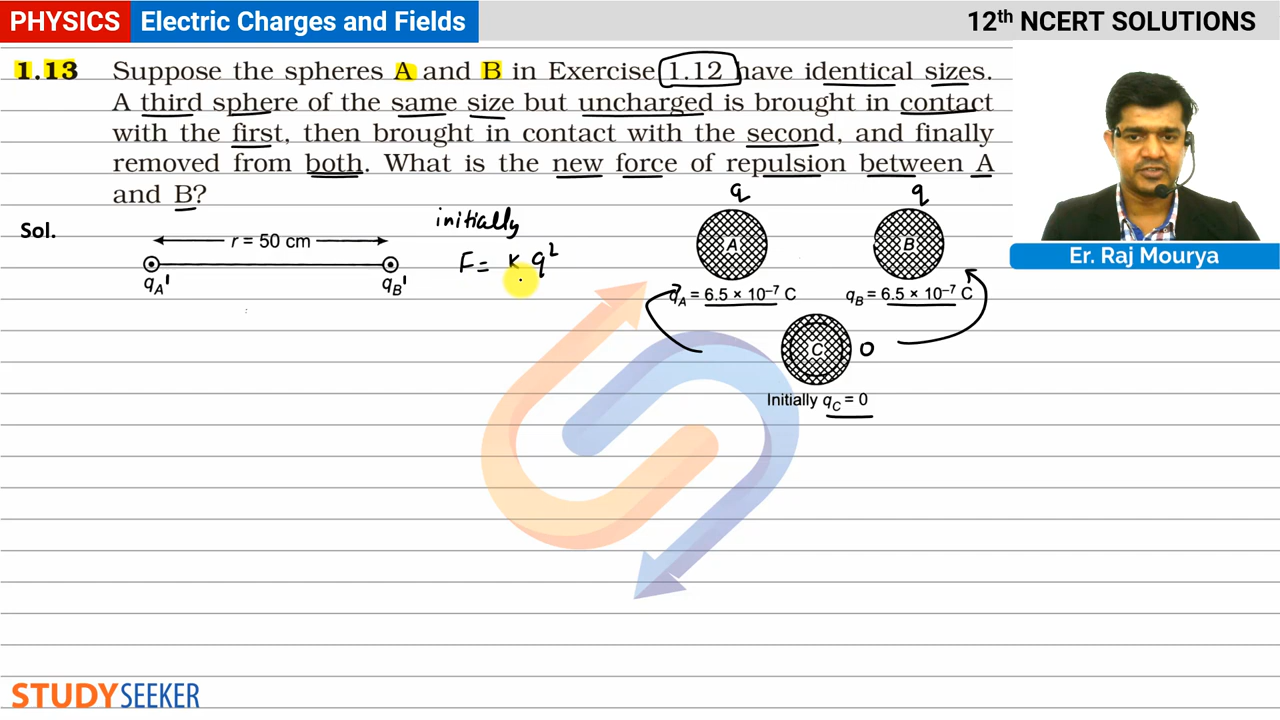 PHYSICS Electric Charges and Fields 12th NCERT SOLUTIONS
1.13 Suppose the spheres A and B in Exercise 1.12 have identical sizes.
A third sphere of the same size but uncharged is brought in contact
with the first, then brought in contact with the second, and finally
removed from both. What is the new force of repulsion between A
and B?
Sol.
r = 50 cm
qA' qB'
initially
F = K q²
q q
A B
qA = 6.5 × 10⁻⁷ C qB = 6.5 × 10⁻⁷ C
C 0
Initially qC = 0
Er. Raj Mourya
STUDY SEEKER